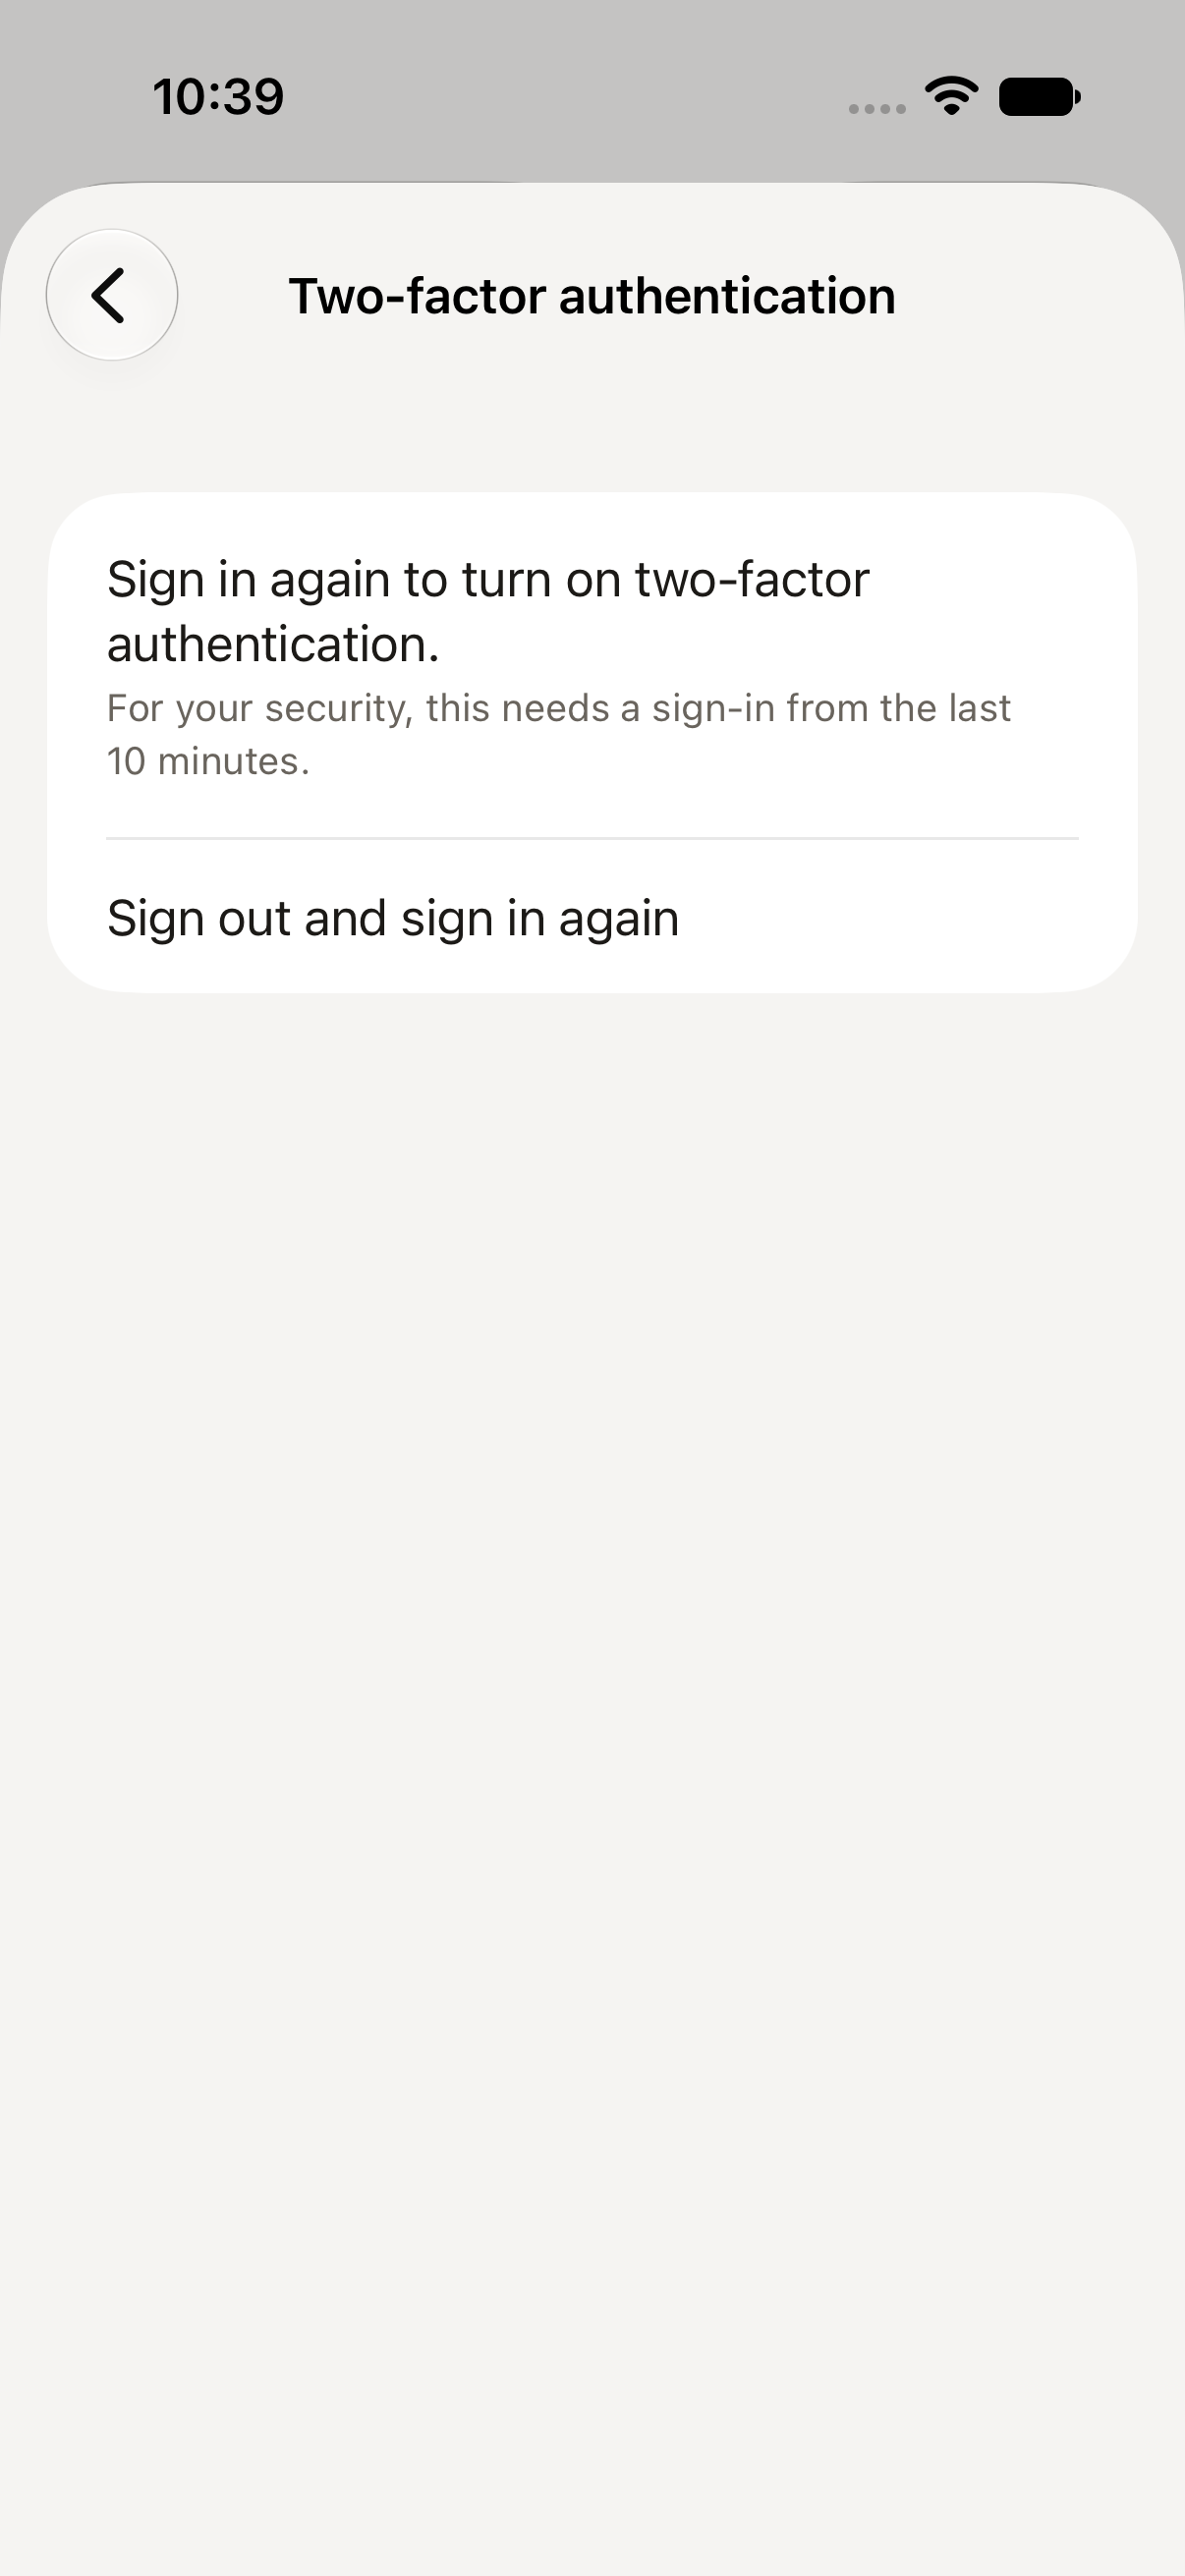 10:39
Two-factor authentication
Sign in again to turn on two-factor
authentication.
For your security, this needs a sign-in from the last
10 minutes.
Sign out and sign in again